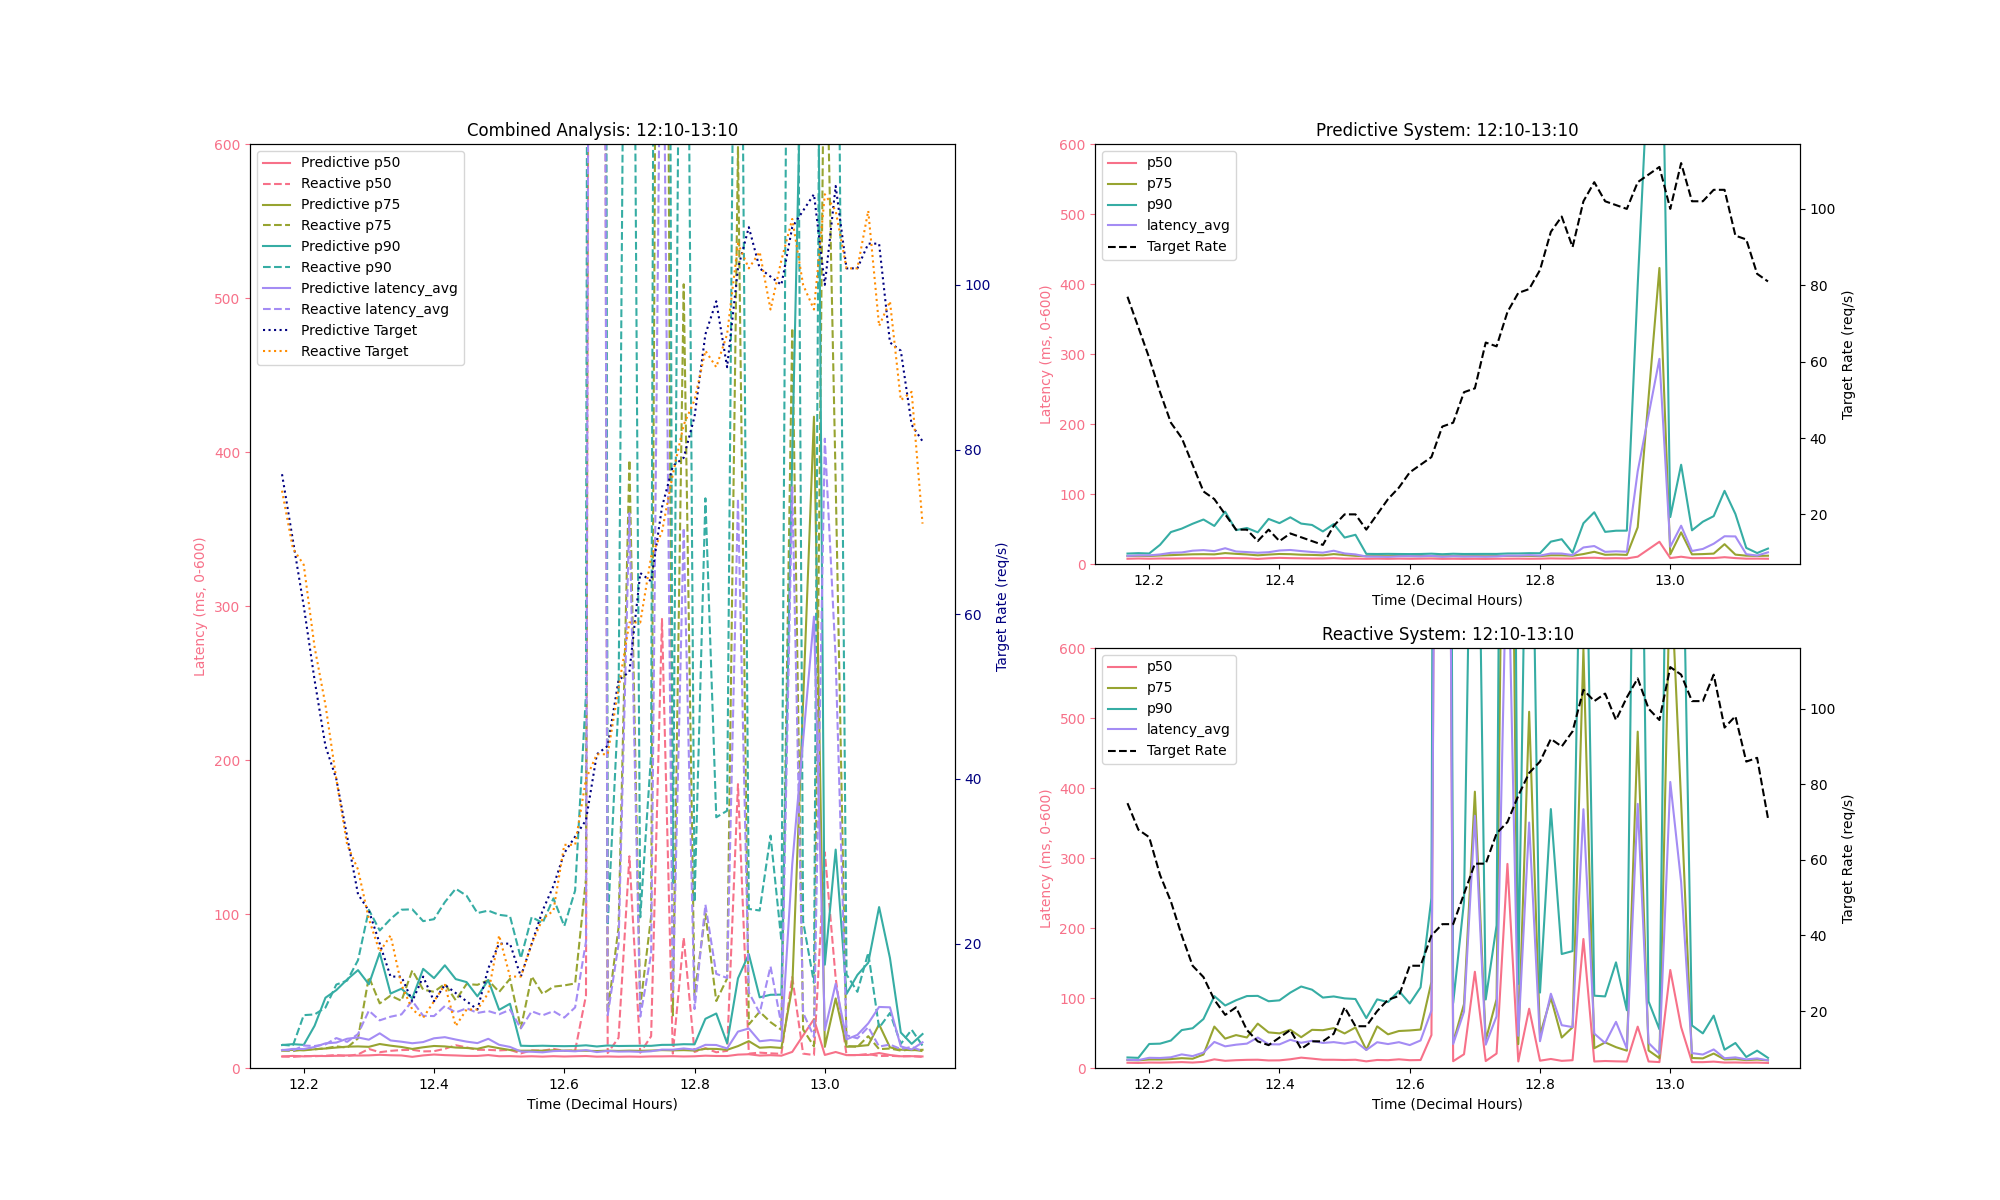 Combined Analysis: 12:10-13:10
Predictive p50
Reactive p50
Predictive p75
Reactive p75
Predictive p90
Reactive p90
Predictive latency_avg
Reactive latency_avg
Predictive Target
Reactive Target
600
500
400
300
200
100
0
Latency (ms, 0-600)
100
80
60
40
20
Target Rate (req/s)
12.2 12.4 12.6 12.8 13.0
Time (Decimal Hours)
Predictive System: 12:10-13:10
p50
p75
p90
latency_avg
Target Rate
600
500
400
300
200
100
0
Latency (ms, 0-600)
100
80
60
40
20
Target Rate (req/s)
12.2 12.4 12.6 12.8 13.0
Time (Decimal Hours)
Reactive System: 12:10-13:10
p50
p75
p90
latency_avg
Target Rate
600
500
400
300
200
100
0
Latency (ms, 0-600)
100
80
60
40
20
Target Rate (req/s)
12.2 12.4 12.6 12.8 13.0
Time (Decimal Hours)